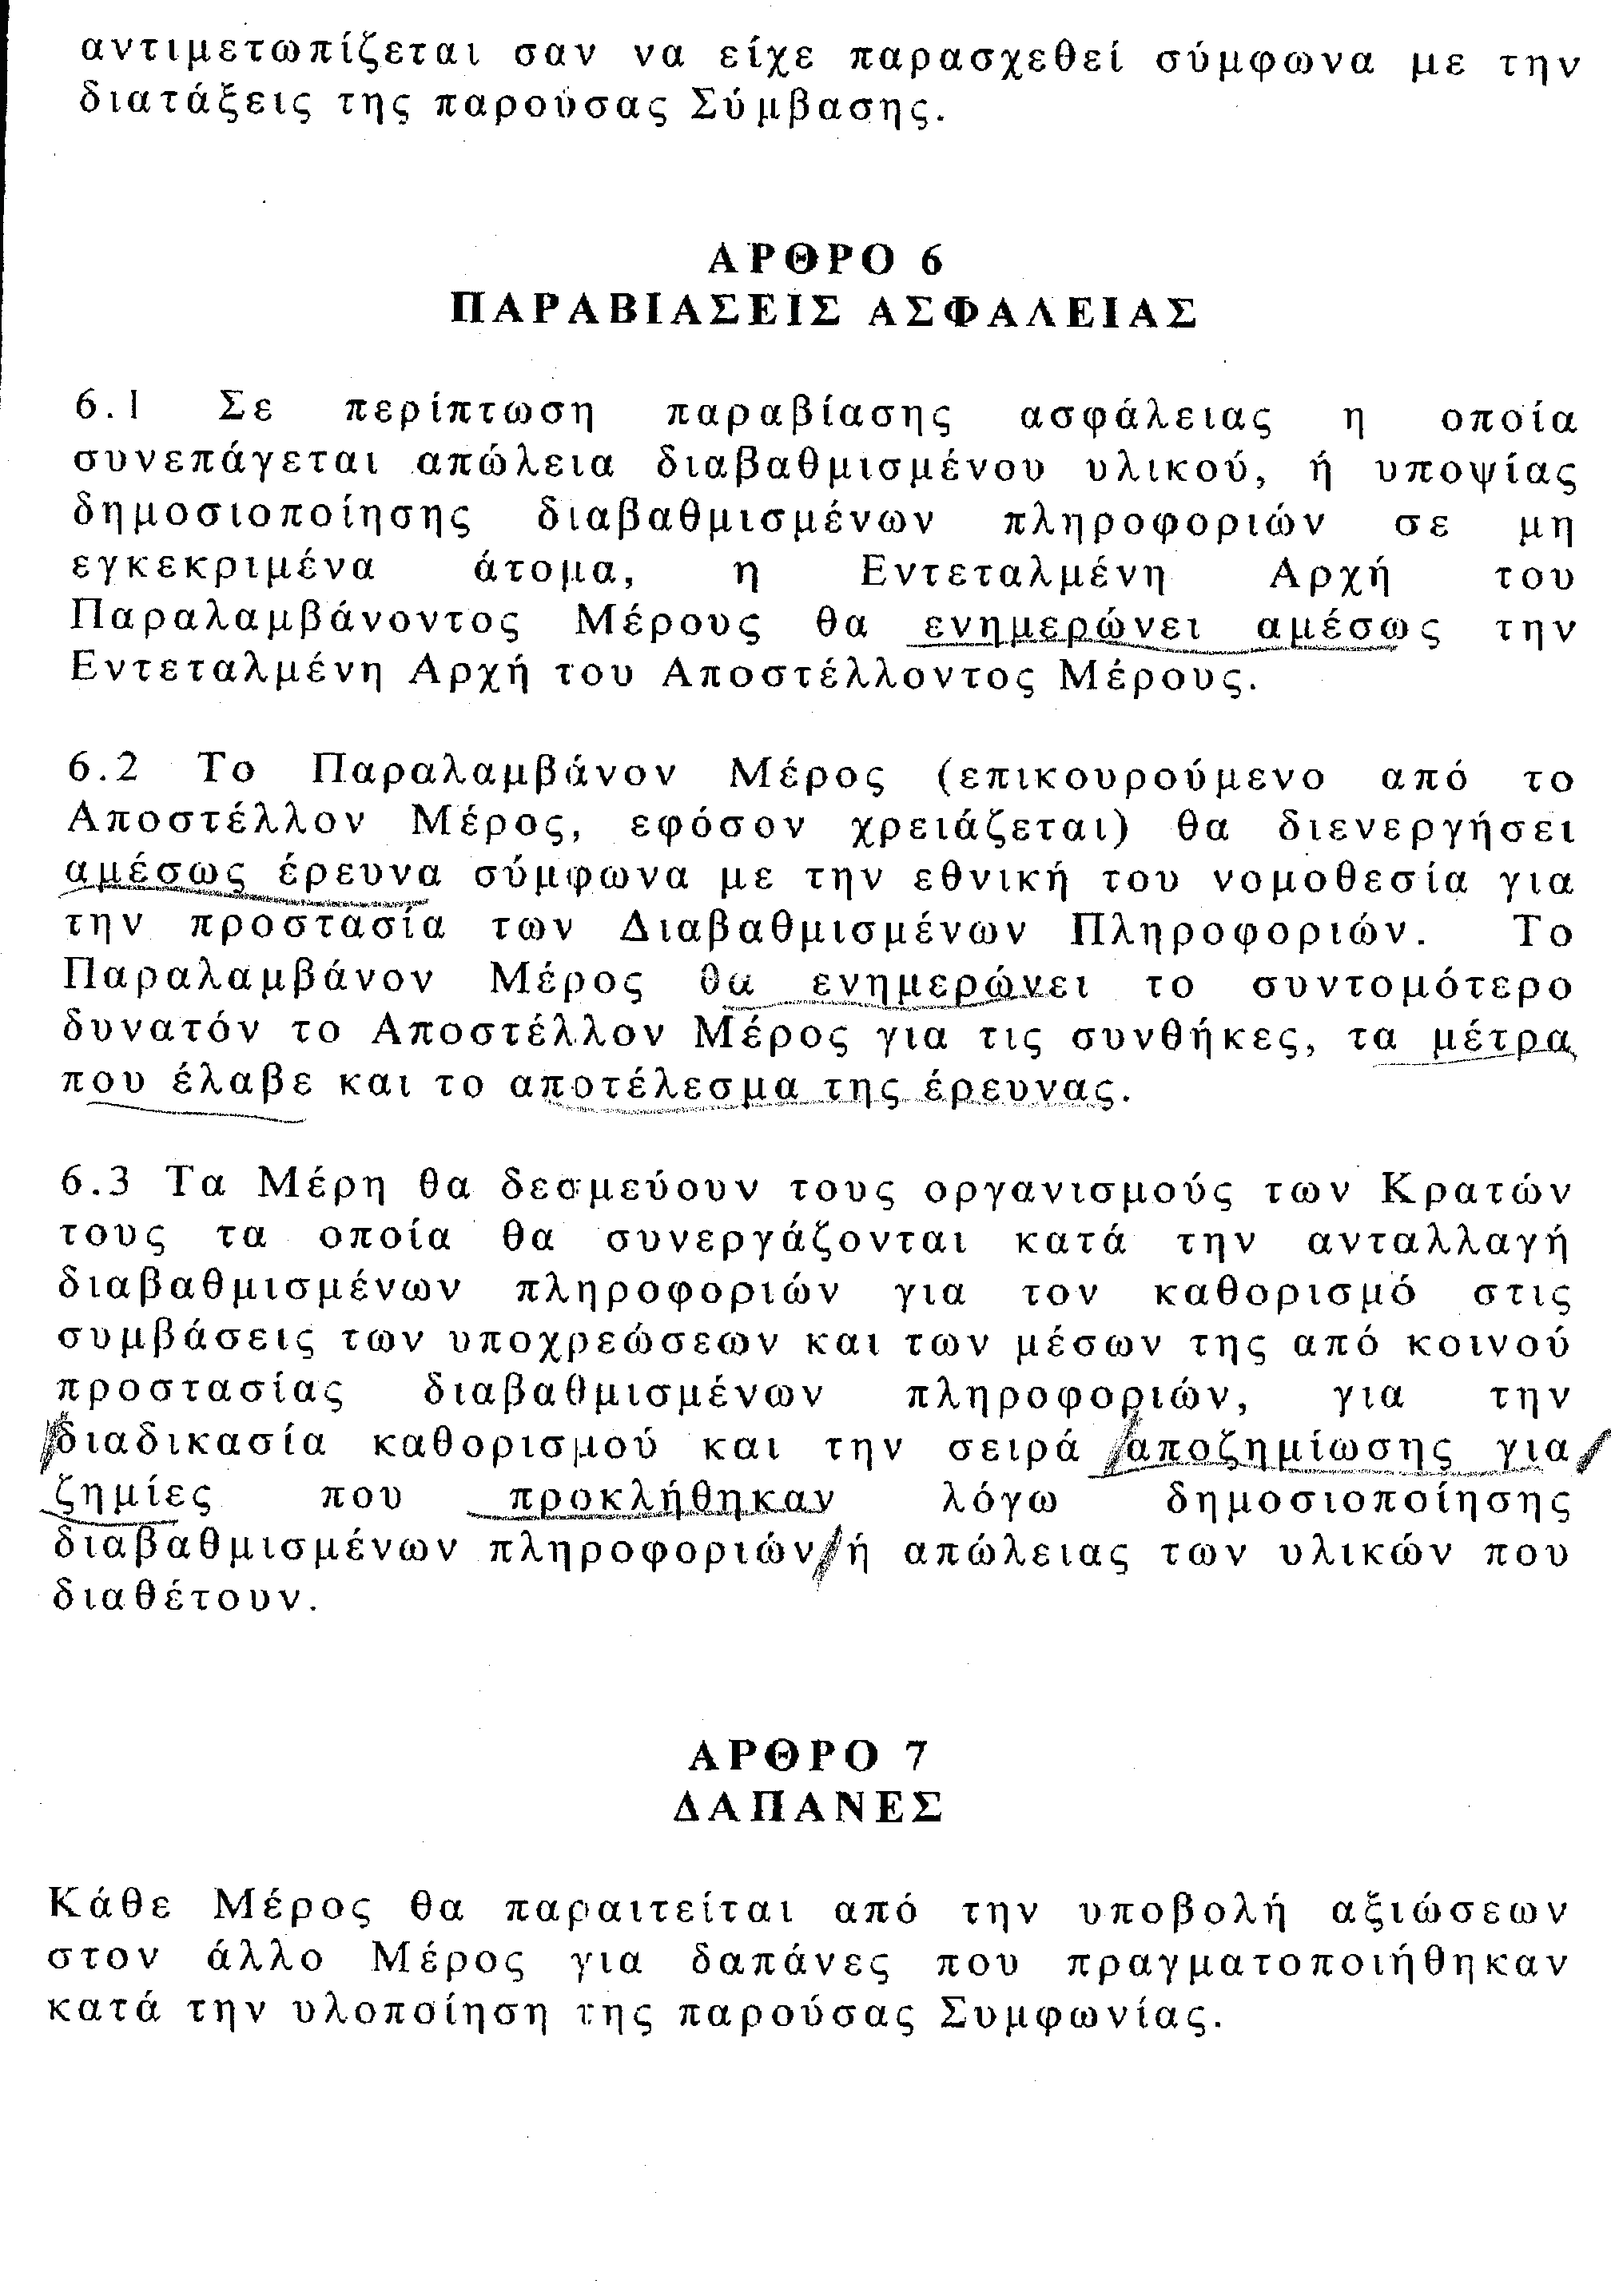 αντιμετωπίζεται σαν να είχε παρασχεθεί σύμφωνα με την
διατάξεις της παρούσας Σύμβασης.
ΑΡΘΡΟ 6
ΠΑΡΑΒΙΑΣΕΙΣ ΑΣΦΑΛΕΙΑΣ
6.1 Σε περίπτωση παραβίασης ασφάλειας η οποία
συνεπάγεται απώλεια διαβαθμισμένου υλικού, ή υποψίας
δημοσιοποίησης διαβαθμισμένων πληροφοριών σε μη
εγκεκριμένα άτομα, η Εντεταλμένη Αρχή του
Παραλαμβάνοντος Μέρους θα ενημερώνει αμέσως την
Εντεταλμένη Αρχή του Αποστέλλοντος Μέρους.
6.2 Το Παραλαμβάνον Μέρος (επικουρούμενο από το
Αποστέλλον Μέρος, εφόσον χρειάζεται) θα διενεργήσει
αμέσως έρευνα σύμφωνα με την εθνική του νομοθεσία για
την προστασία των Διαβαθμισμένων Πληροφοριών. Το
Παραλαμβάνον Μέρος θα ενημερώνει το συντομότερο
δυνατόν το Αποστέλλον Μέρος για τις συνθήκες, τα μέτρα
που έλαβε και το αποτέλεσμα της έρευνας.
6.3 Τα Μέρη θα δεσμεύουν τους οργανισμούς των Κρατών
τους τα οποία θα συνεργάζονται κατά την ανταλλαγή
διαβαθμισμένων πληροφοριών για τον καθορισμό στις
συμβάσεις των υποχρεώσεων και των μέσων της από κοινού
προστασίας διαβαθμισμένων πληροφοριών, για την
διαδικασία καθορισμού και την σειρά αποζημίωσης για
ζημίες που προκλήθηκαν λόγω δημοσιοποίησης
διαβαθμισμένων πληροφοριών ή απώλειας των υλικών που
διαθέτουν.
ΑΡΘΡΟ 7
ΔΑΠΑΝΕΣ
Κάθε Μέρος θα παραιτείται από την υποβολή αξιώσεων
στον άλλο Μέρος για δαπάνες που πραγματοποιήθηκαν
κατά την υλοποίηση της παρούσας Συμφωνίας.